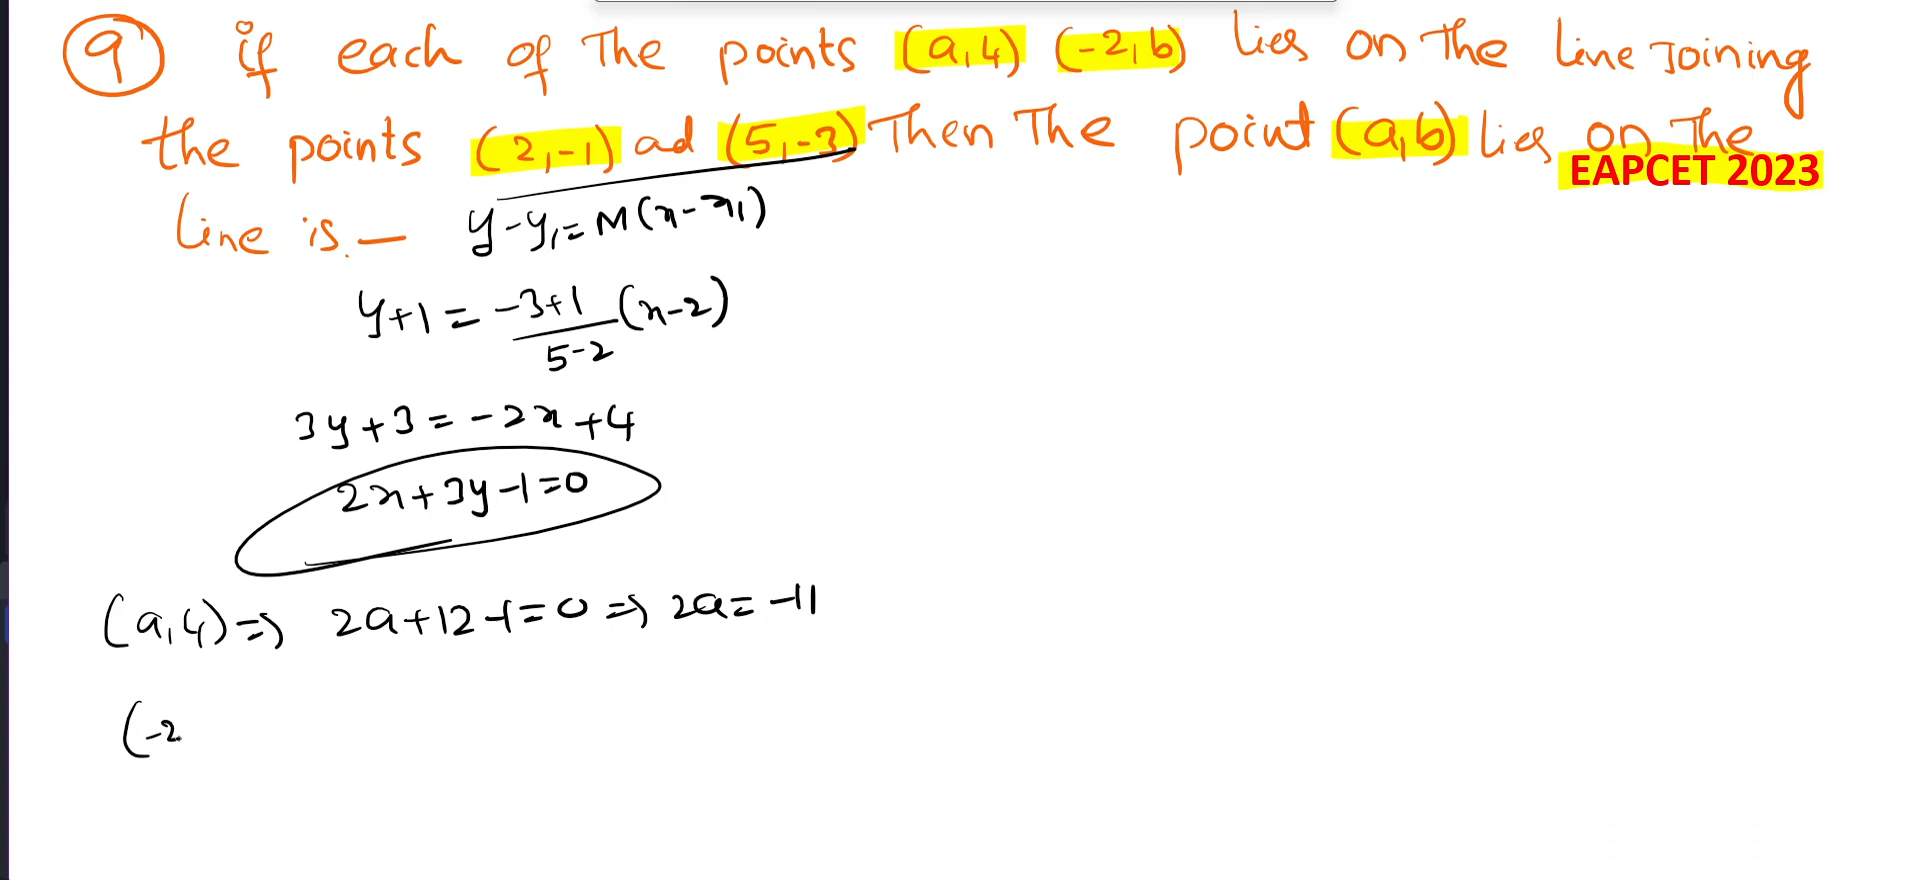 9) if each of The points (a,4) (-2,b) lies on The line Joining
the points (2,-1) ad (5,-3) Then The point (a,b) lies on The
EAPCET 2023
line is. —
y-y₁=M(x-x₁)
y+1 = (-3+1)/(5-2) (x-2)
3y+3 = -2x+4
2x+3y-1=0
(a,4) ⇒ 2a+12-1=0 ⇒ 2a=-11
(-2